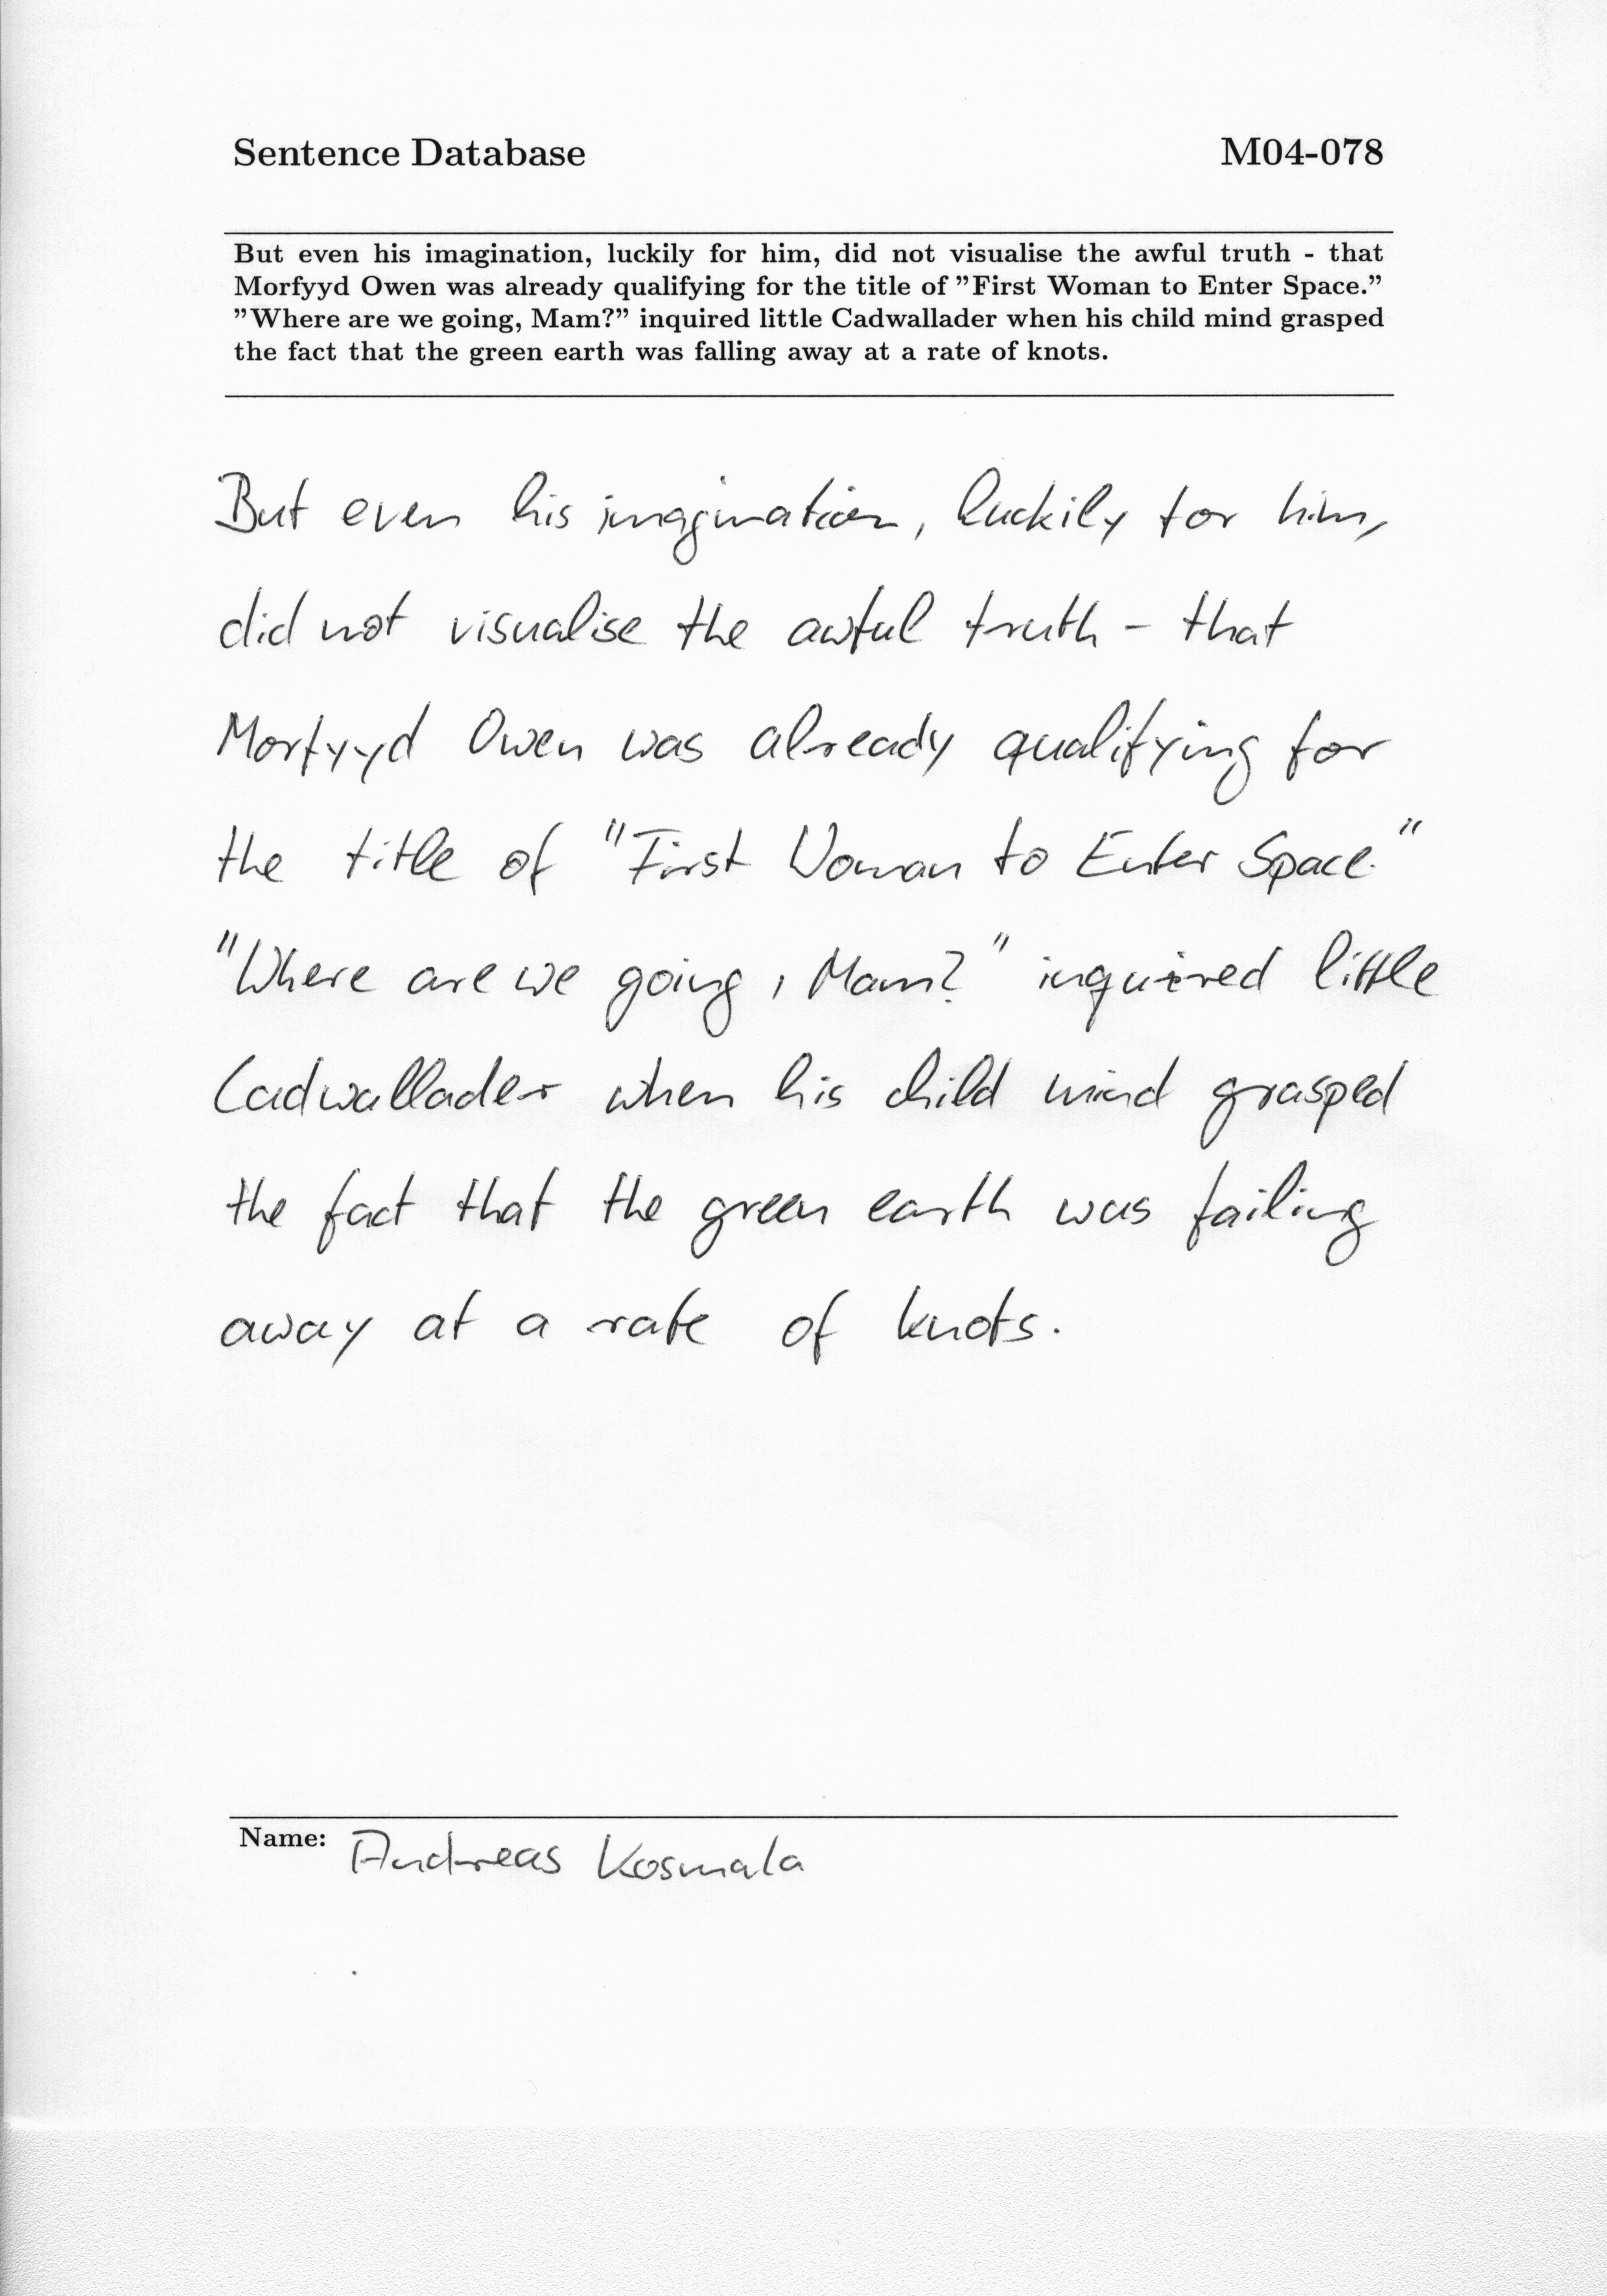 Sentence Database M04-078
But even his imagination, luckily for him, did not visualise the awful truth - that
Morfyyd Owen was already qualifying for the title of ”First Woman to Enter Space.”
”Where are we going, Mam?” inquired little Cadwallader when his child mind grasped
the fact that the green earth was falling away at a rate of knots.
But even his imagination, luckily for him,
did not visualise the awful truth - that
Morfyyd Owen was already qualifying for
the title of "First Woman to Enter Space."
"Where are we going, Mam?" inquired little
Cadwallader when his child mind grasped
the fact that the green earth was failing
away at a rate of knots.
Name: Andreas Kosmala